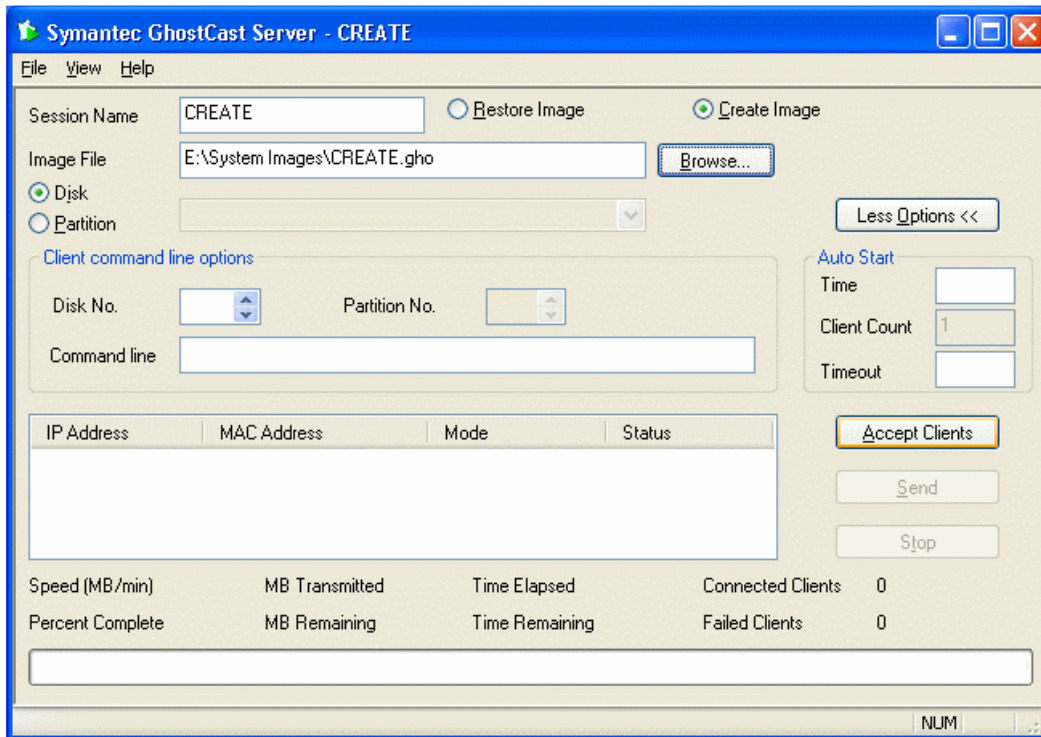 Symantec GhostCast Server - CREATE
File View Help
Session Name CREATE Restore Image Create Image
Image File E:\System Images\CREATE.gho Browse...
Disk
Partition Less Options <<
Client command line options Auto Start
Time
Disk No. Partition No.
Client Count 1
Command line
Timeout
IP Address MAC Address Mode Status Accept Clients
Send
Stop
Speed (MB/min) MB Transmitted Time Elapsed Connected Clients 0
Percent Complete MB Remaining Time Remaining Failed Clients 0
NUM